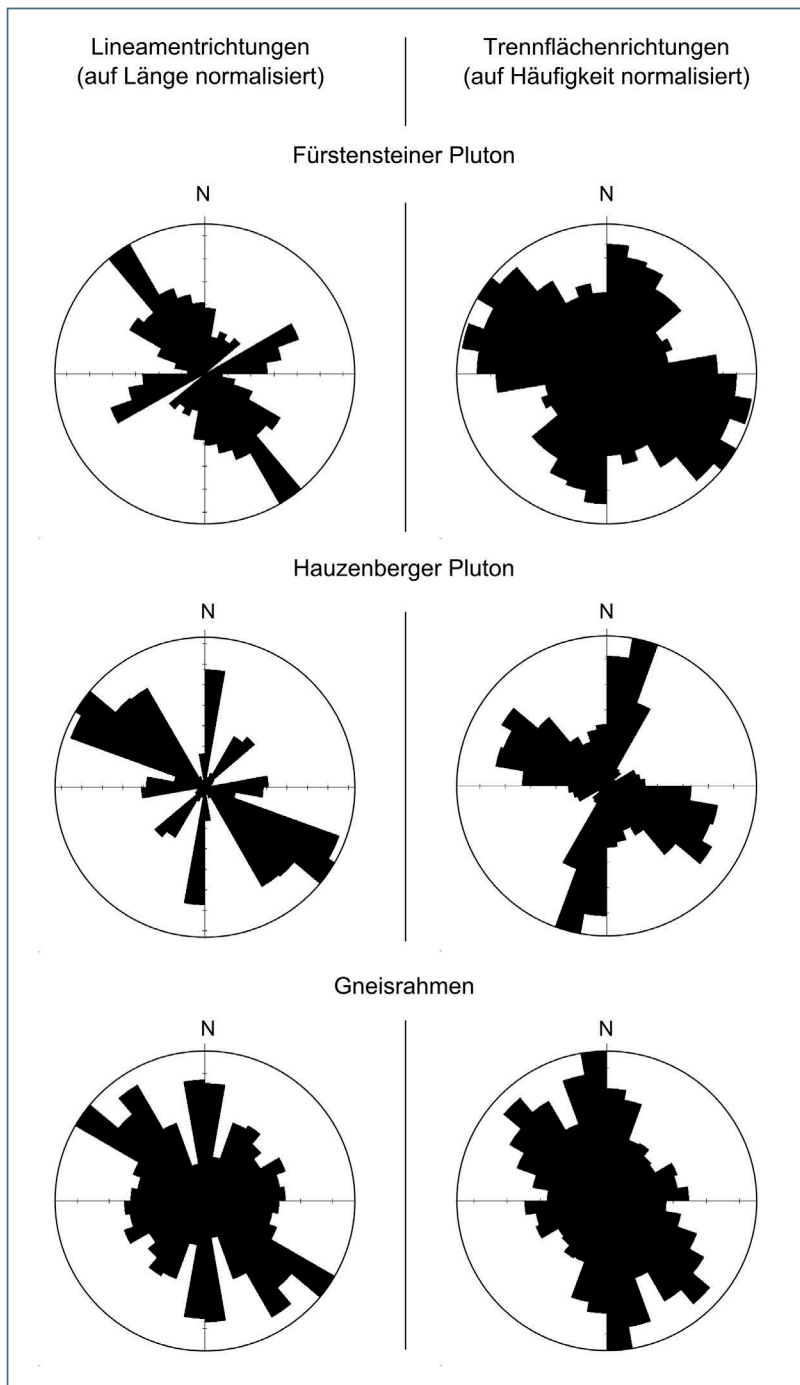 Lineamentrichtungen
(auf Länge normalisiert)
Trennflächenrichtungen
(auf Häufigkeit normalisiert)
Fürstensteiner Pluton
N
N
Hauzenberger Pluton
N
N
Gneisrahmen
N
N